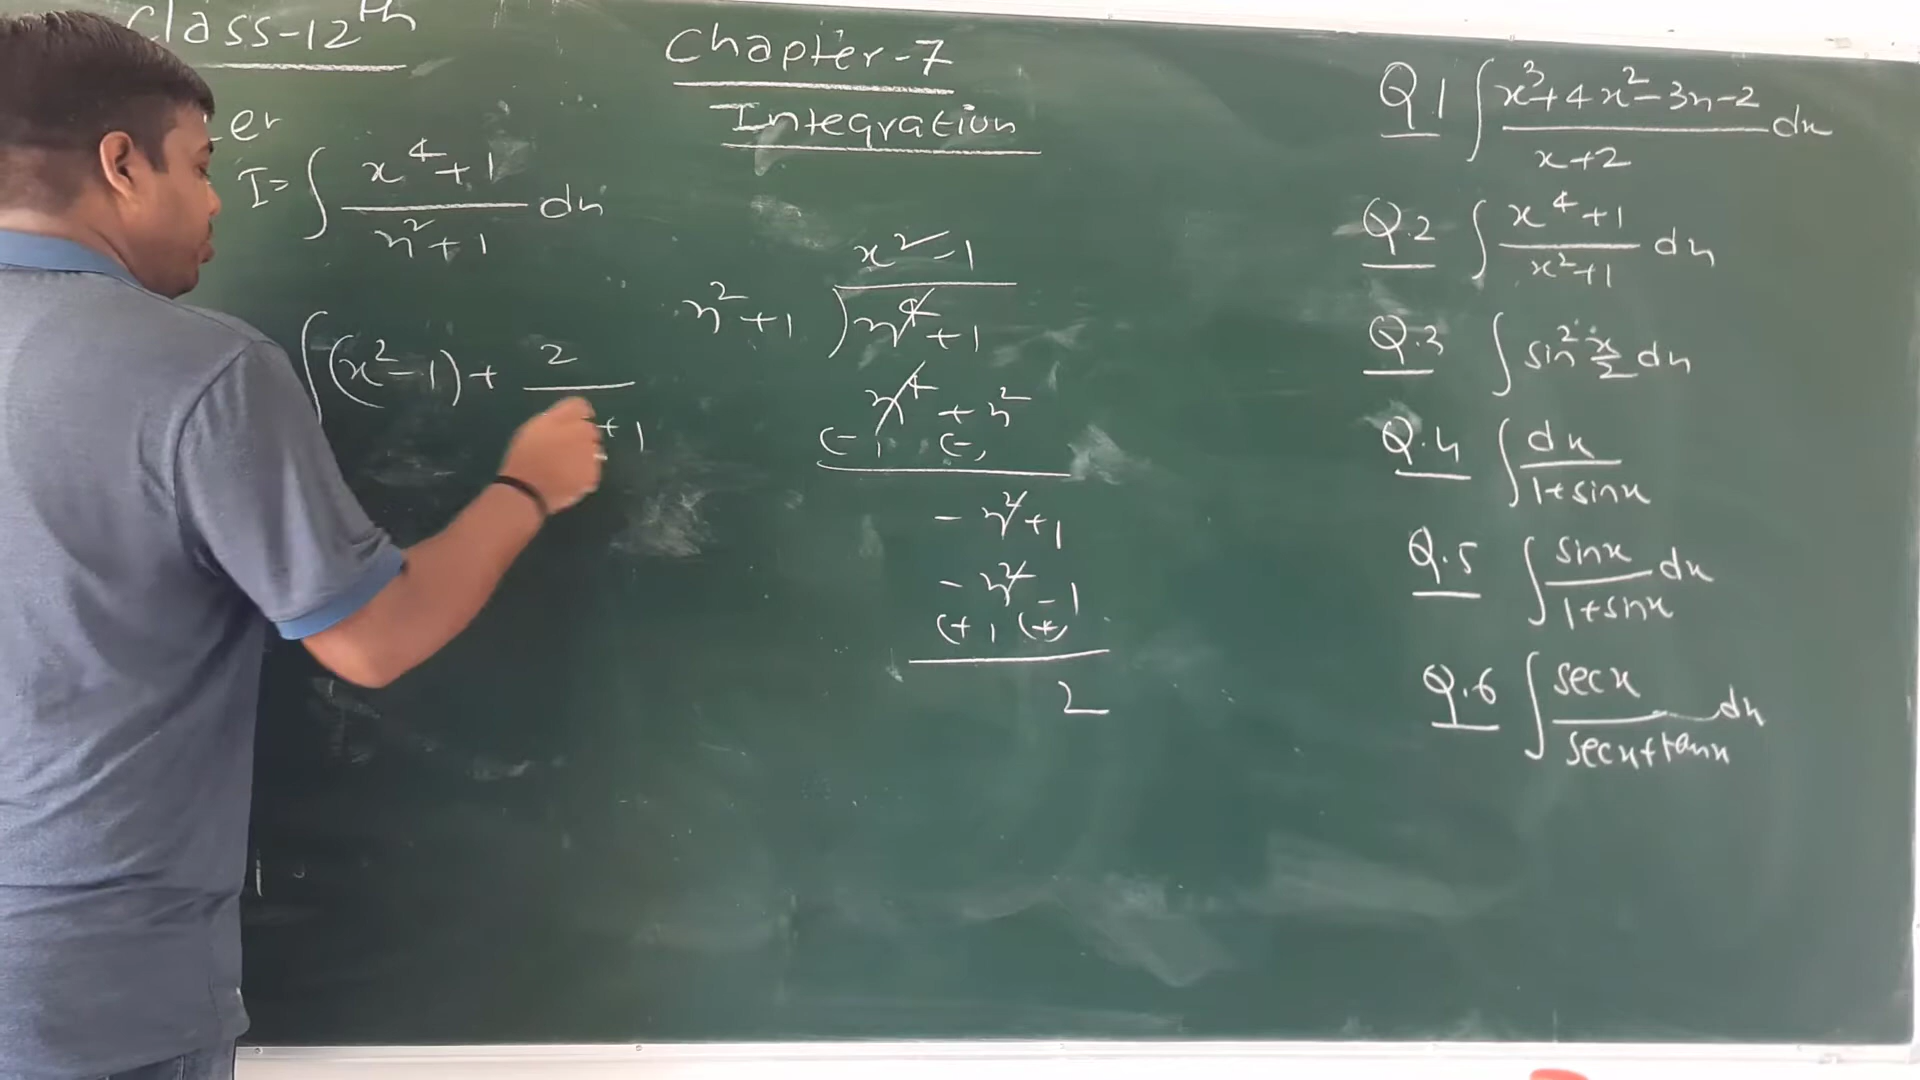 Class-12th
Chapter-7
Integration
I= ∫ x⁴+1 / x²+1 dx
∫ (x²-1) + 2 / +1
x²-1
x²+1 ) x⁴+1
x⁴ + x²
(-) (-)
- x²+1
- x²-1
(+) (+)
2
Q.1 ∫ x³+4x²-3x-2 / x+2 dx
Q.2 ∫ x⁴+1 / x²+1 dx
Q.3 ∫ sin² x/2 dx
Q.4 ∫ dx / 1+sinx
Q.5 ∫ sinx / 1+sinx dx
Q.6 ∫ secx / secx+tanx dx